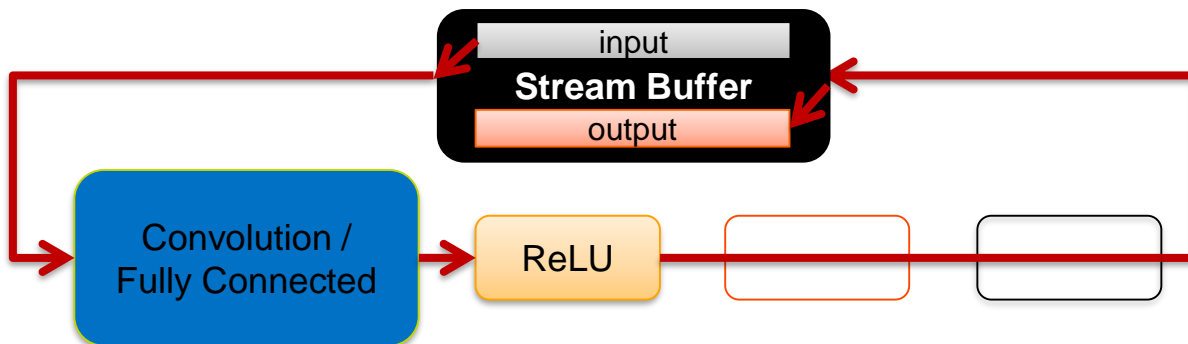 input
Stream Buffer
output
Convolution /
Fully Connected
ReLU